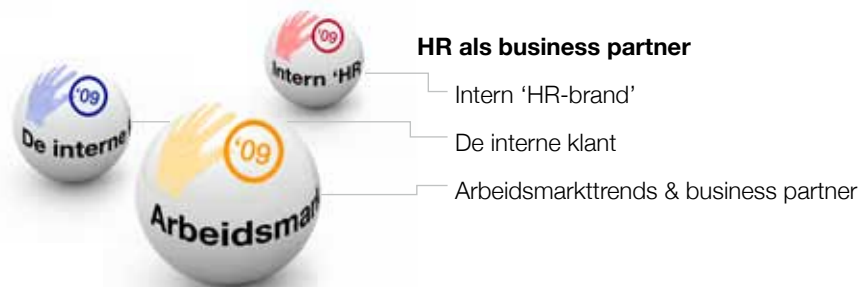 '09
Intern 'HR
'09
De interne
'09
Arbeidsmar
HR als business partner
Intern 'HR-brand'
De interne klant
Arbeidsmarkttrends & business partner